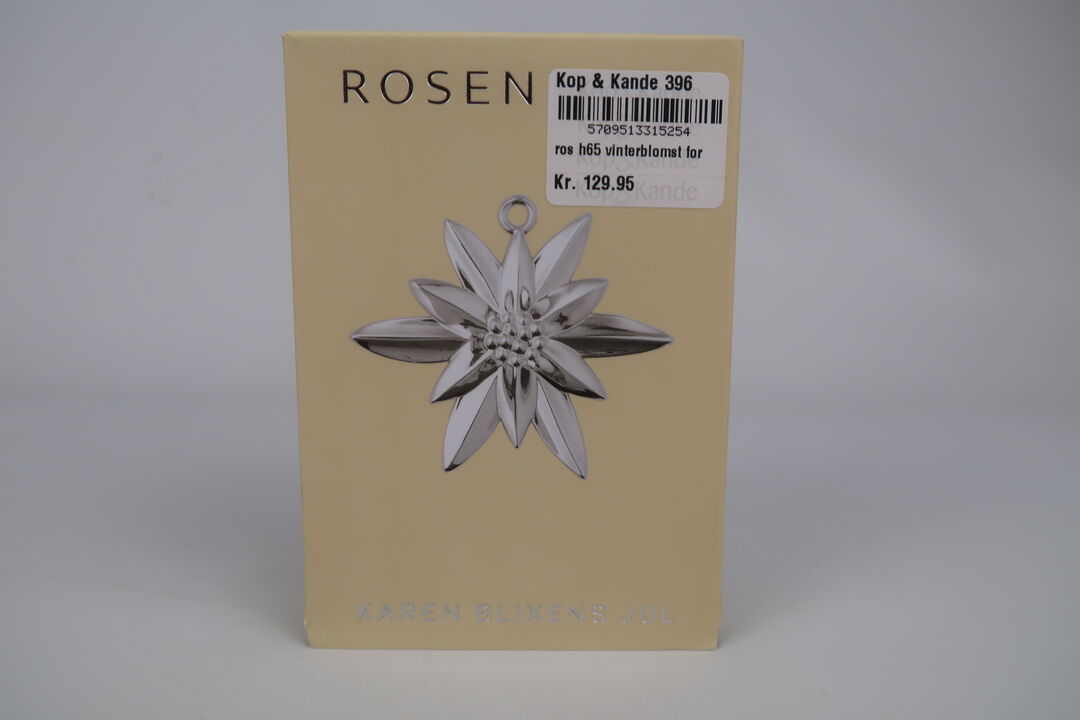 ROSEN
Kop & Kande 396
5709513315254
ros h65 vinterblomst for
Kr. 129.95
Kop & Kande
KAREN BLIXENS JUL